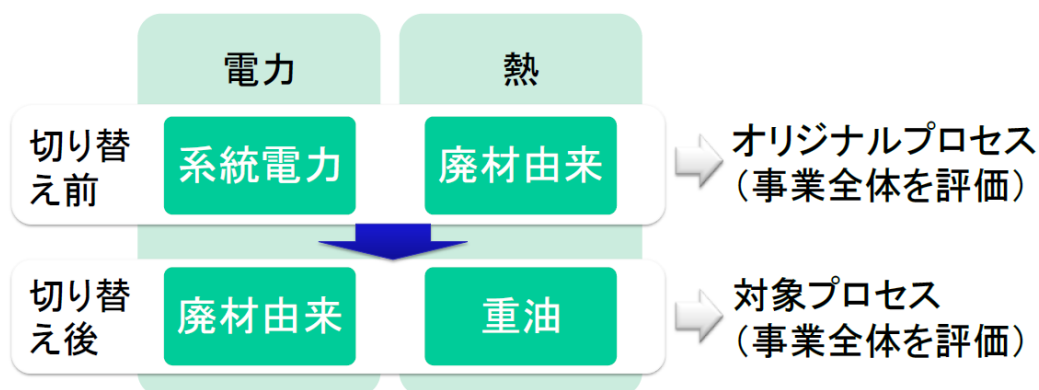 電力
熱
切り替
え前
系統電力
廃材由来
オリジナルプロセス
（事業全体を評価）
切り替
え後
廃材由来
重油
対象プロセス
（事業全体を評価）